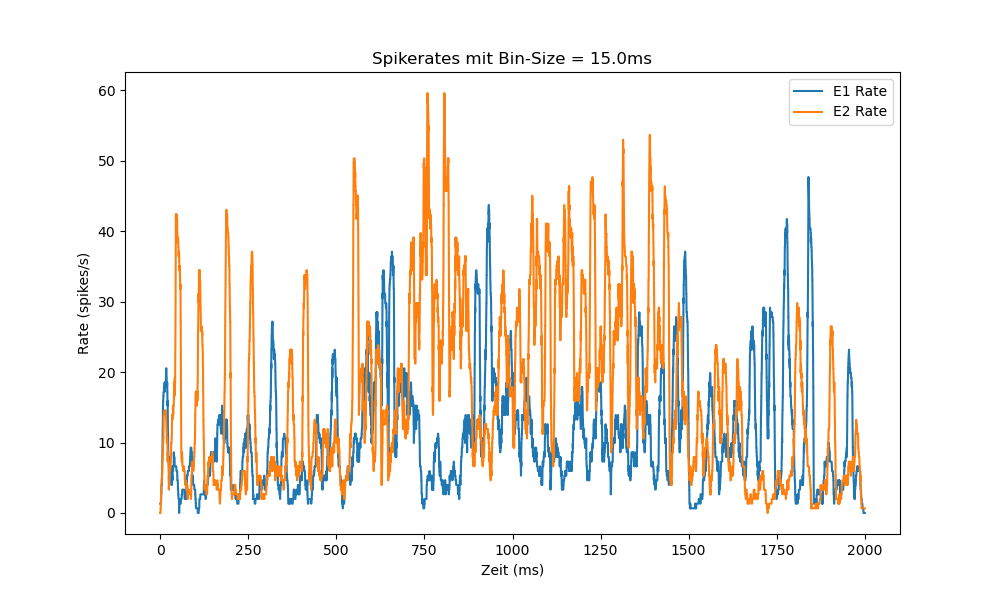 Spikerates mit Bin-Size = 15.0ms
E1 Rate
E2 Rate
60
50
40
30
20
10
0
Rate (spikes/s)
0 250 500 750 1000 1250 1500 1750 2000
Zeit (ms)